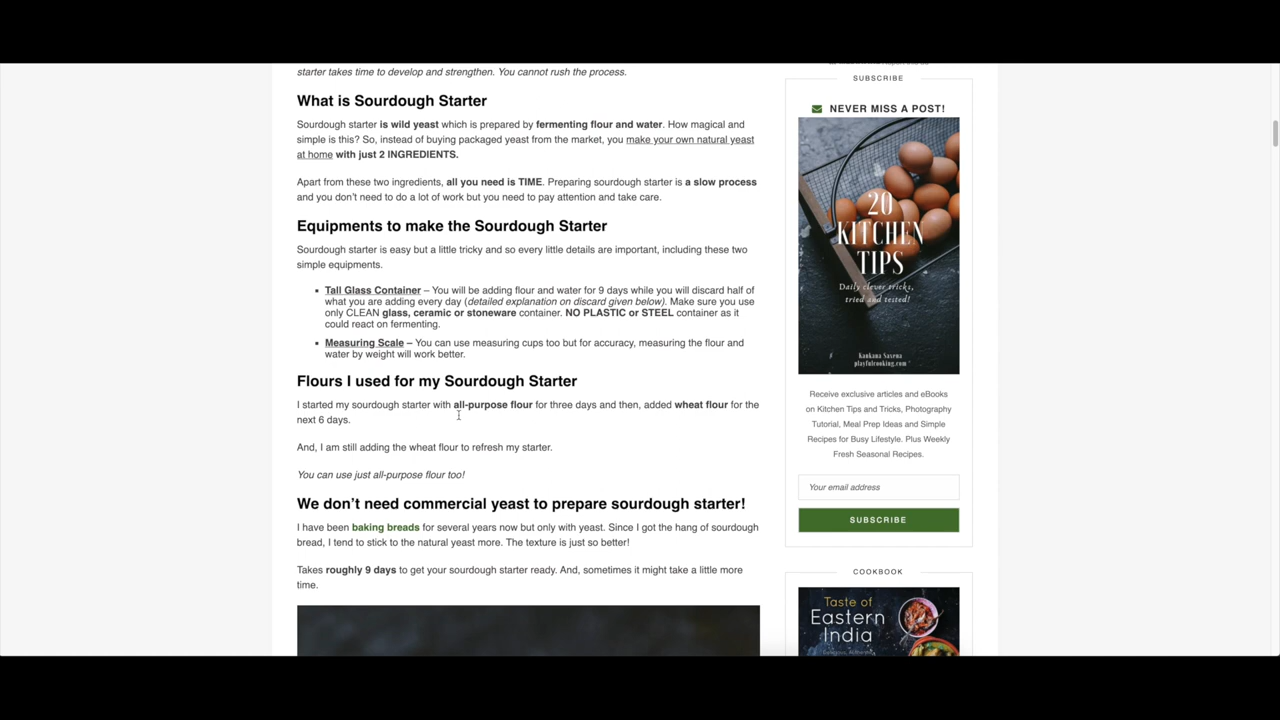 starter takes time to develop and strengthen. You cannot rush the process.
What is Sourdough Starter
Sourdough starter is wild yeast which is prepared by fermenting flour and water. How magical and
simple is this? So, instead of buying packaged yeast from the market, you make your own natural yeast
at home with just 2 INGREDIENTS.
Apart from these two ingredients, all you need is TIME. Preparing sourdough starter is a slow process
and you don’t need to do a lot of work but you need to pay attention and take care.
Equipments to make the Sourdough Starter
Sourdough starter is easy but a little tricky and so every little details are important, including these two
simple equipments.
Tall Glass Container – You will be adding flour and water for 9 days while you will discard half of
what you are adding every day (detailed explanation on discard given below). Make sure you use
only CLEAN glass, ceramic or stoneware container. NO PLASTIC or STEEL container as it
could react on fermenting.
Measuring Scale – You can use measuring cups too but for accuracy, measuring the flour and
water by weight will work better.
Flours I used for my Sourdough Starter
I started my sourdough starter with all-purpose flour for three days and then, added wheat flour for the
next 6 days.
And, I am still adding the wheat flour to refresh my starter.
You can use just all-purpose flour too!
We don’t need commercial yeast to prepare sourdough starter!
I have been baking breads for several years now but only with yeast. Since I got the hang of sourdough
bread, I tend to stick to the natural yeast more. The texture is just so better!
Takes roughly 9 days to get your sourdough starter ready. And, sometimes it might take a little more
time.
SUBSCRIBE
NEVER MISS A POST!
20
KITCHEN
TIPS
Daily clever tricks,
tried and tested!
Kankana Saxena
playfulcooking.com
Receive exclusive articles and eBooks
on Kitchen Tips and Tricks, Photography
Tutorial, Meal Prep Ideas and Simple
Recipes for Busy Lifestyle. Plus Weekly
Fresh Seasonal Recipes.
Your email address
SUBSCRIBE
COOKBOOK
Taste of
Eastern
India